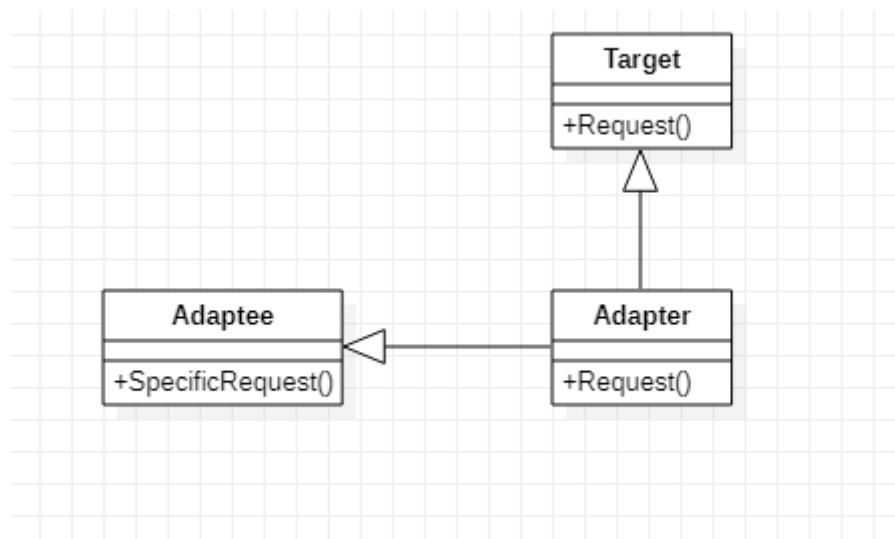 Target
+Request()
Adaptee
+SpecificRequest()
Adapter
+Request()